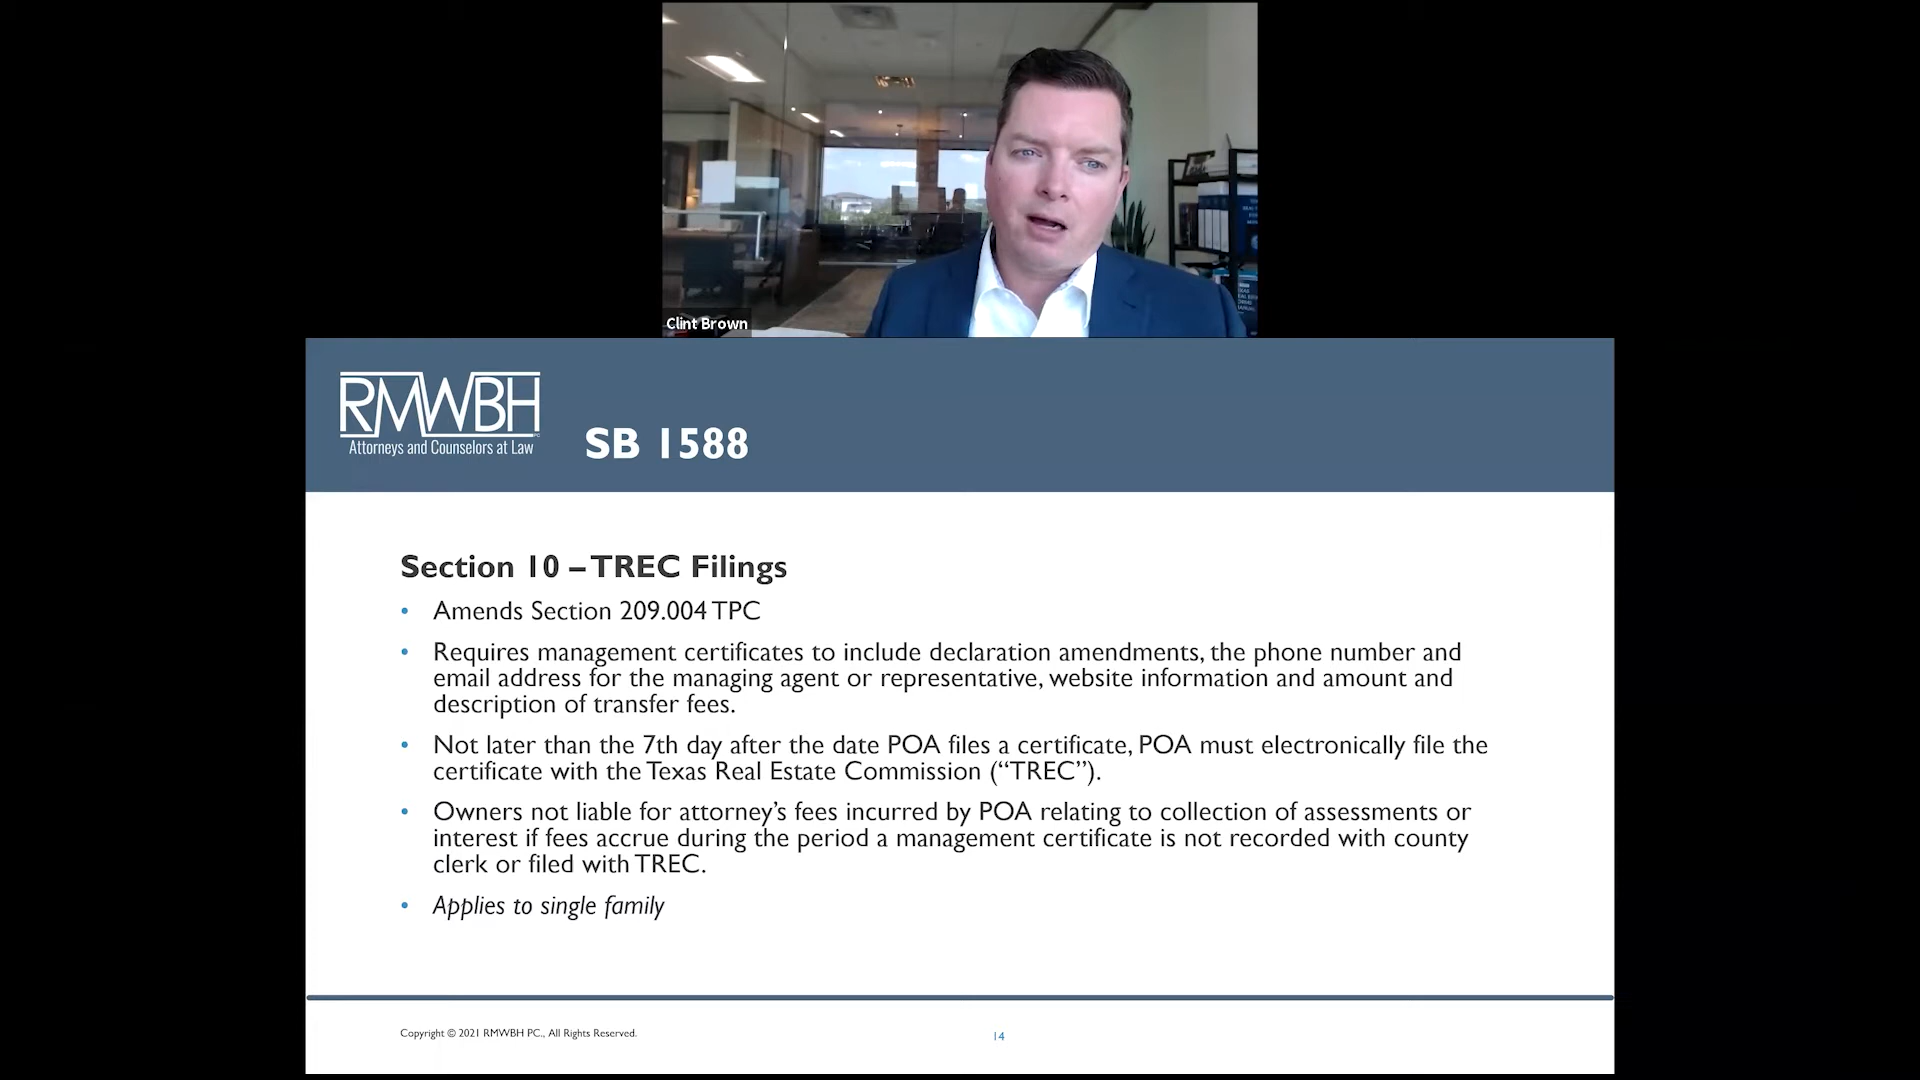 Clint Brown
RMWBH
PC
Attorneys and Counselors at Law
SB 1588
Section 10 – TREC Filings
• Amends Section 209.004 TPC
• Requires management certificates to include declaration amendments, the phone number and
email address for the managing agent or representative, website information and amount and
description of transfer fees.
• Not later than the 7th day after the date POA files a certificate, POA must electronically file the
certificate with the Texas Real Estate Commission (“TREC”).
• Owners not liable for attorney’s fees incurred by POA relating to collection of assessments or
interest if fees accrue during the period a management certificate is not recorded with county
clerk or filed with TREC.
• Applies to single family
Copyright © 2021 RMWBH PC., All Rights Reserved.
14